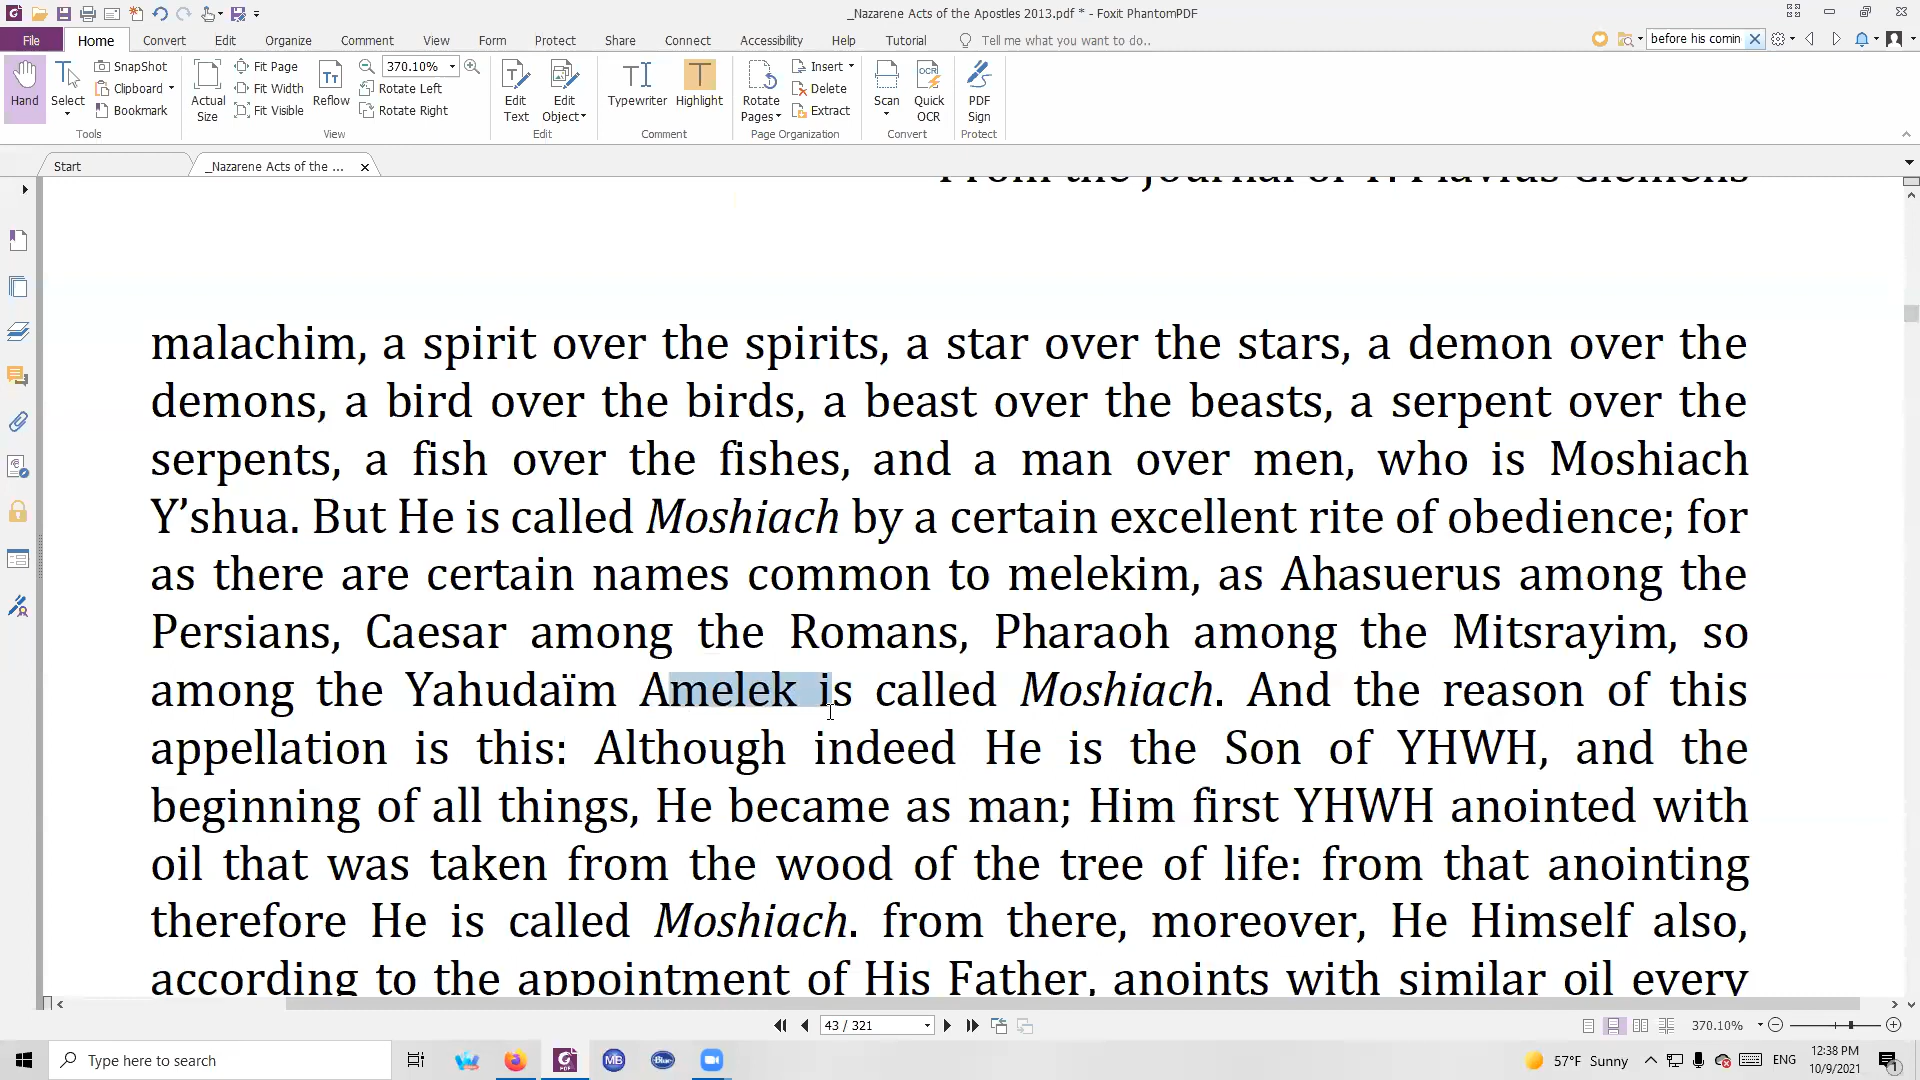 _Nazarene Acts of the Apostles 2013.pdf * - Foxit PhantomPDF
File Home Convert Edit Organize Comment View Form Protect Share Connect Accessibility Help Tutorial Tell me what you want to do.. before his comin
Hand
Select
SnapShot
Clipboard
Bookmark
Tools
Actual Size
Fit Page
Fit Width
Fit Visible
Reflow
370.10%
Rotate Left
Rotate Right
View
Edit Text
Edit Object
Edit
Typewriter
Highlight
Comment
Rotate Pages
Insert
Delete
Extract
Page Organization
Scan
Quick OCR
Convert
PDF Sign
Protect
Start _Nazarene Acts of the ...
From the Journal of T. Flavius Clemens
malachim, a spirit over the spirits, a star over the stars, a demon over the
demons, a bird over the birds, a beast over the beasts, a serpent over the
serpents, a fish over the fishes, and a man over men, who is Moshiach
Y’shua. But He is called Moshiach by a certain excellent rite of obedience; for
as there are certain names common to melekim, as Ahasuerus among the
Persians, Caesar among the Romans, Pharaoh among the Mitsrayim, so
among the Yahudaïm Amelek is called Moshiach. And the reason of this
appellation is this: Although indeed He is the Son of YHWH, and the
beginning of all things, He became as man; Him first YHWH anointed with
oil that was taken from the wood of the tree of life: from that anointing
therefore He is called Moshiach. from there, moreover, He Himself also,
according to the appointment of His Father, anoints with similar oil every
43 / 321
370.10%
Type here to search
MB
Blue
57°F Sunny
ENG
12:38 PM
10/9/2021
1